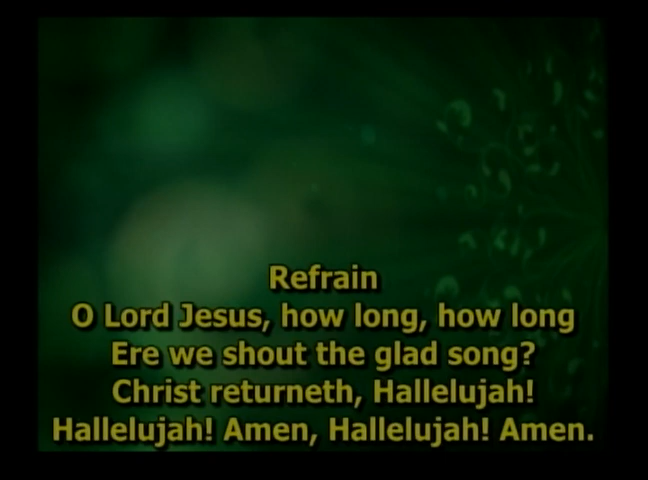 Refrain
O Lord Jesus, how long, how long
Ere we shout the glad song?
Christ returneth, Hallelujah!
Hallelujah! Amen, Hallelujah! Amen.